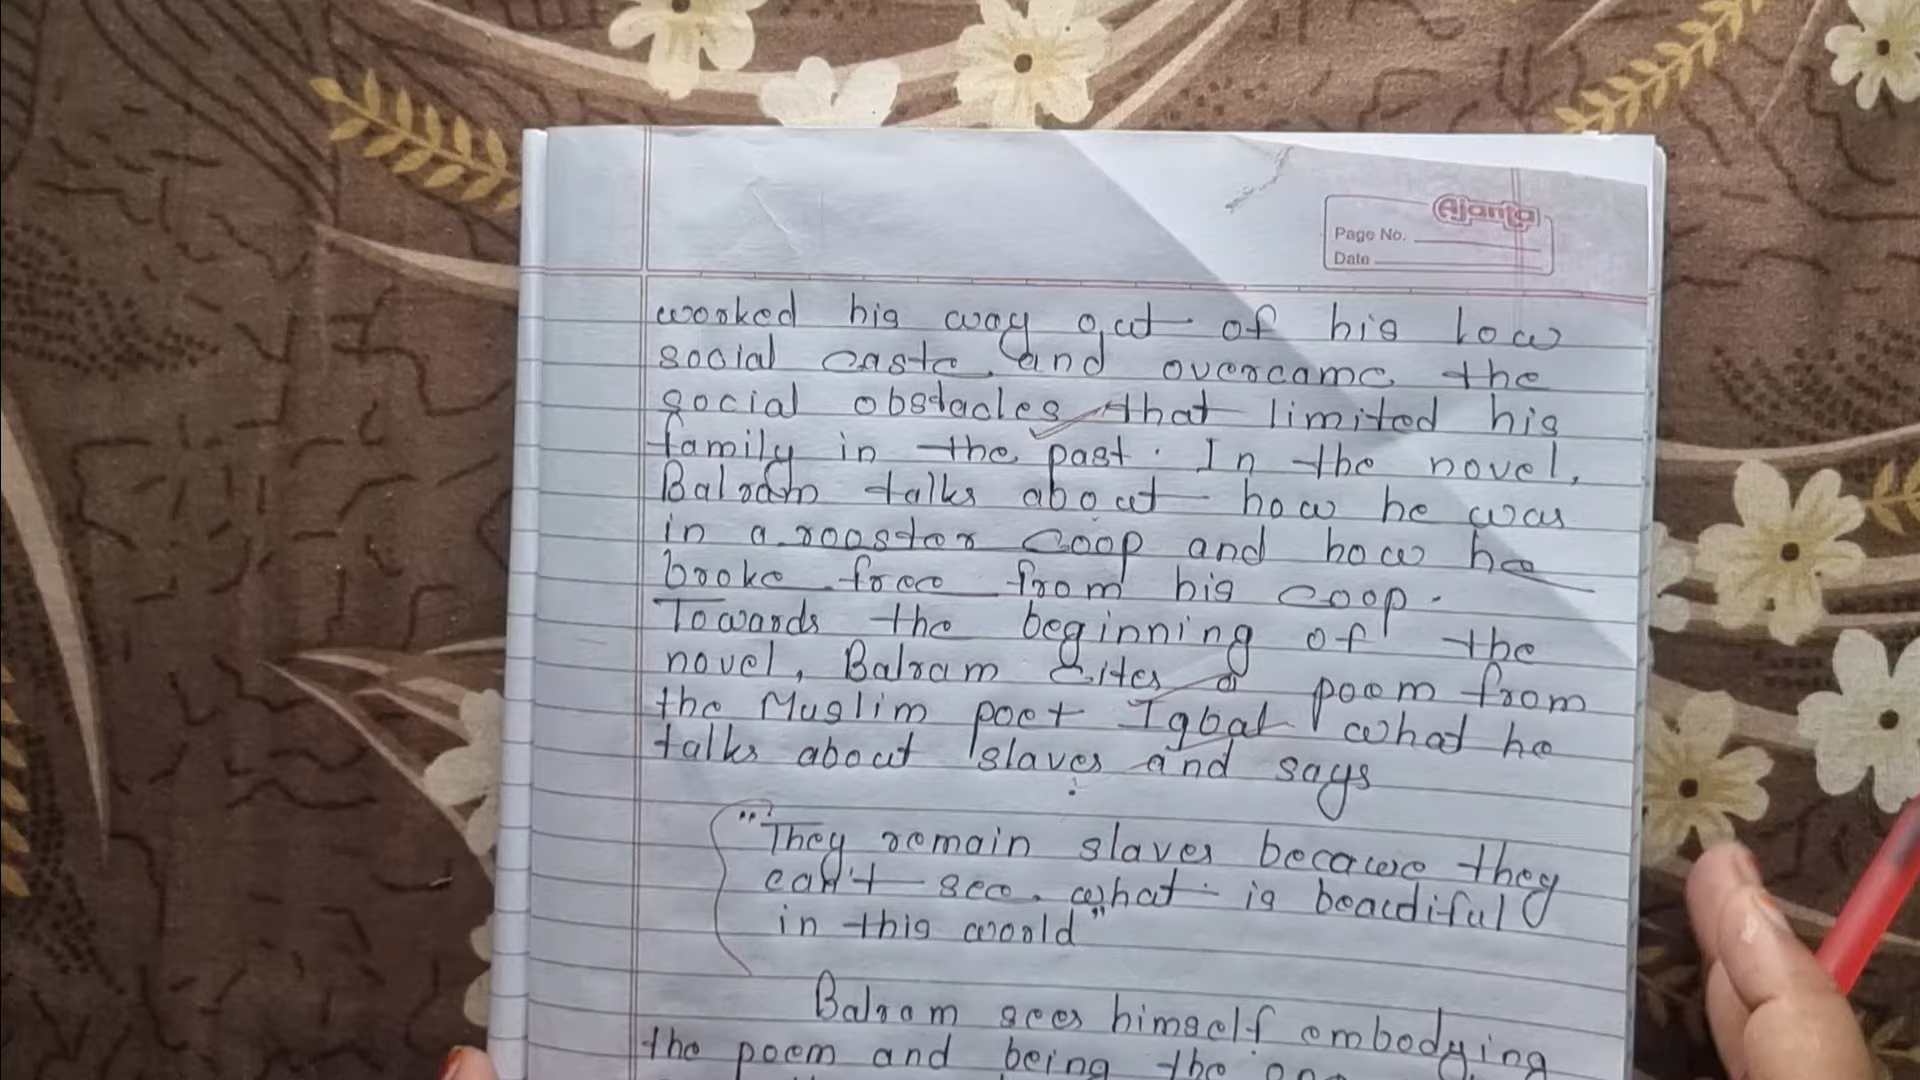 Ajanta
Page No.
Date
worked his way out of his low
social caste and overcame the
social obstacles that limited his
family in the past. In the novel,
Balram talks about how he was
in a rooster coop and how he
broke free from his coop.
Towards the beginning of the
novel, Balram cites a poem from
the Muslim poet Iqbal what he
talks about slaves and says
:
"They remain slaves because they
can't see what is beautiful
in this world"
Balram sees himself embodying
the poem and being the one